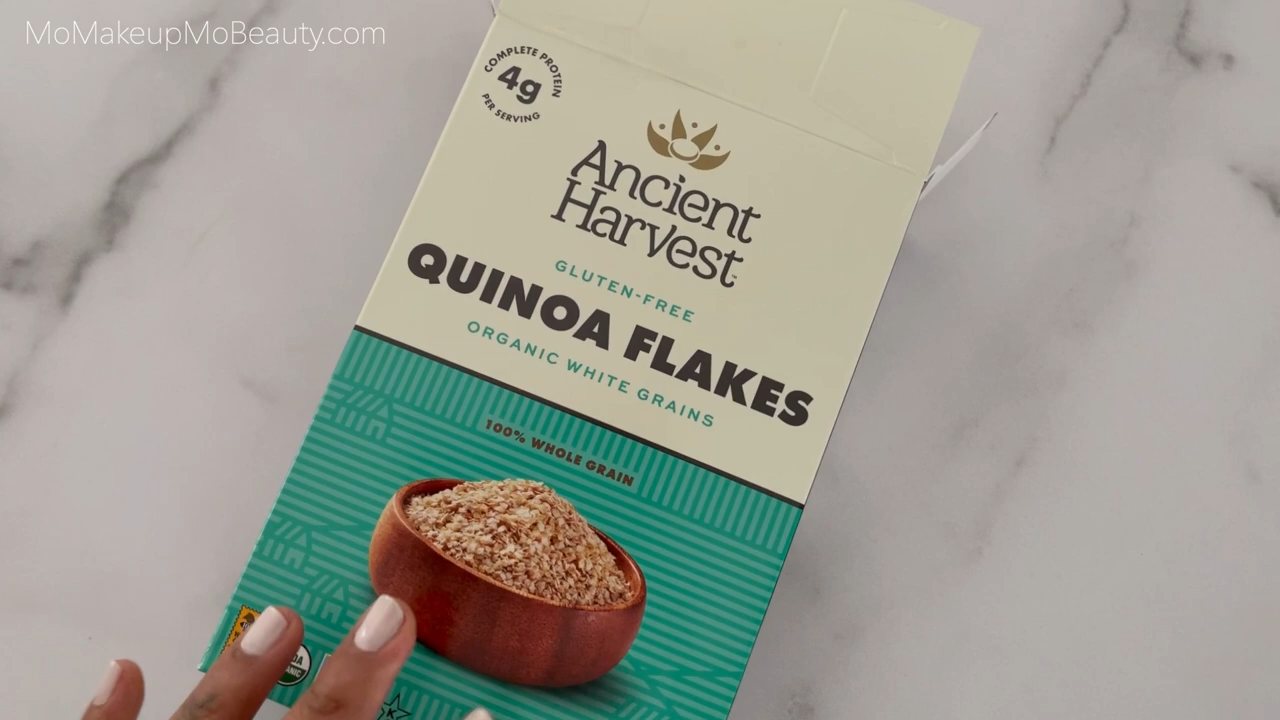 MoMakeupMoBeauty.com
COMPLETE PROTEIN
4g
PER SERVING
Ancient
Harvest
GLUTEN-FREE
QUINOA FLAKES
ORGANIC WHITE GRAINS
100% WHOLE GRAIN
K